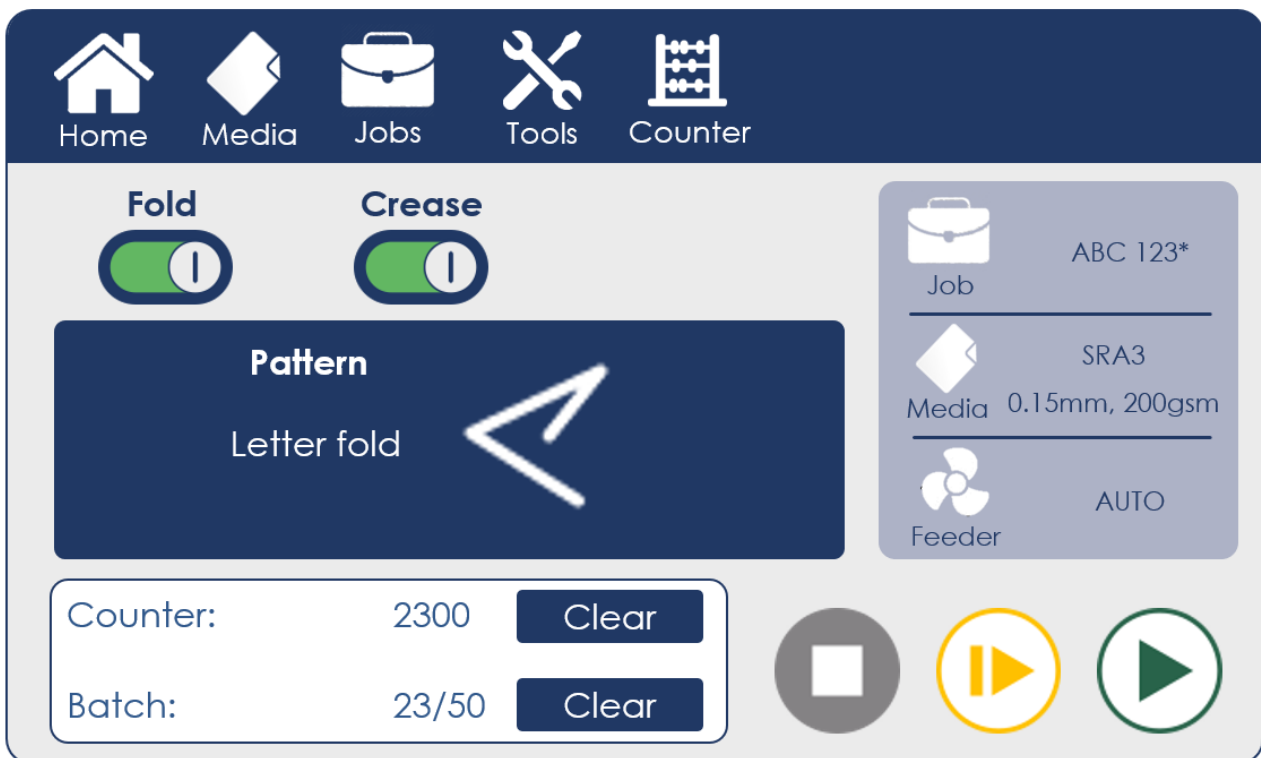 Home Media Jobs Tools Counter
Fold Crease
Pattern
Letter fold
Job ABC 123*
Media SRA3
0.15mm, 200gsm
Feeder AUTO
Counter: 2300 Clear
Batch: 23/50 Clear